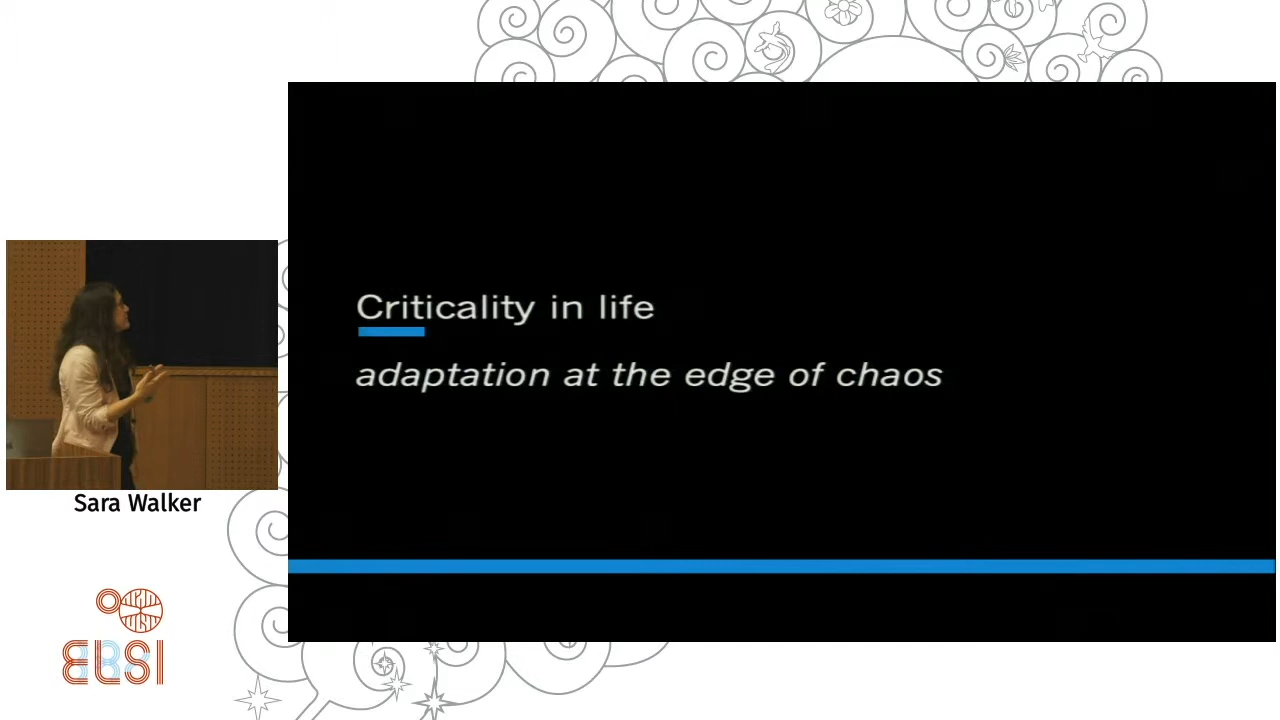 Criticality in life
adaptation at the edge of chaos
Sara Walker
ELSI